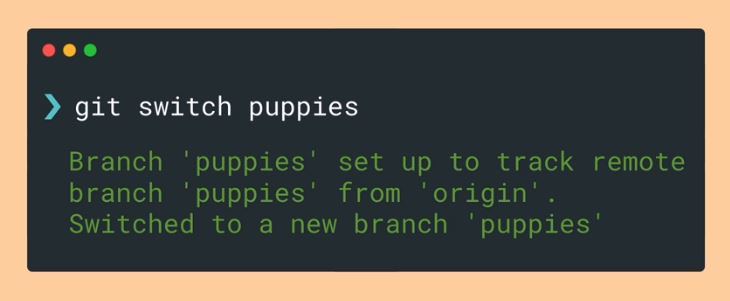 ❯ git switch puppies
Branch 'puppies' set up to track remote
branch 'puppies' from 'origin'.
Switched to a new branch 'puppies'